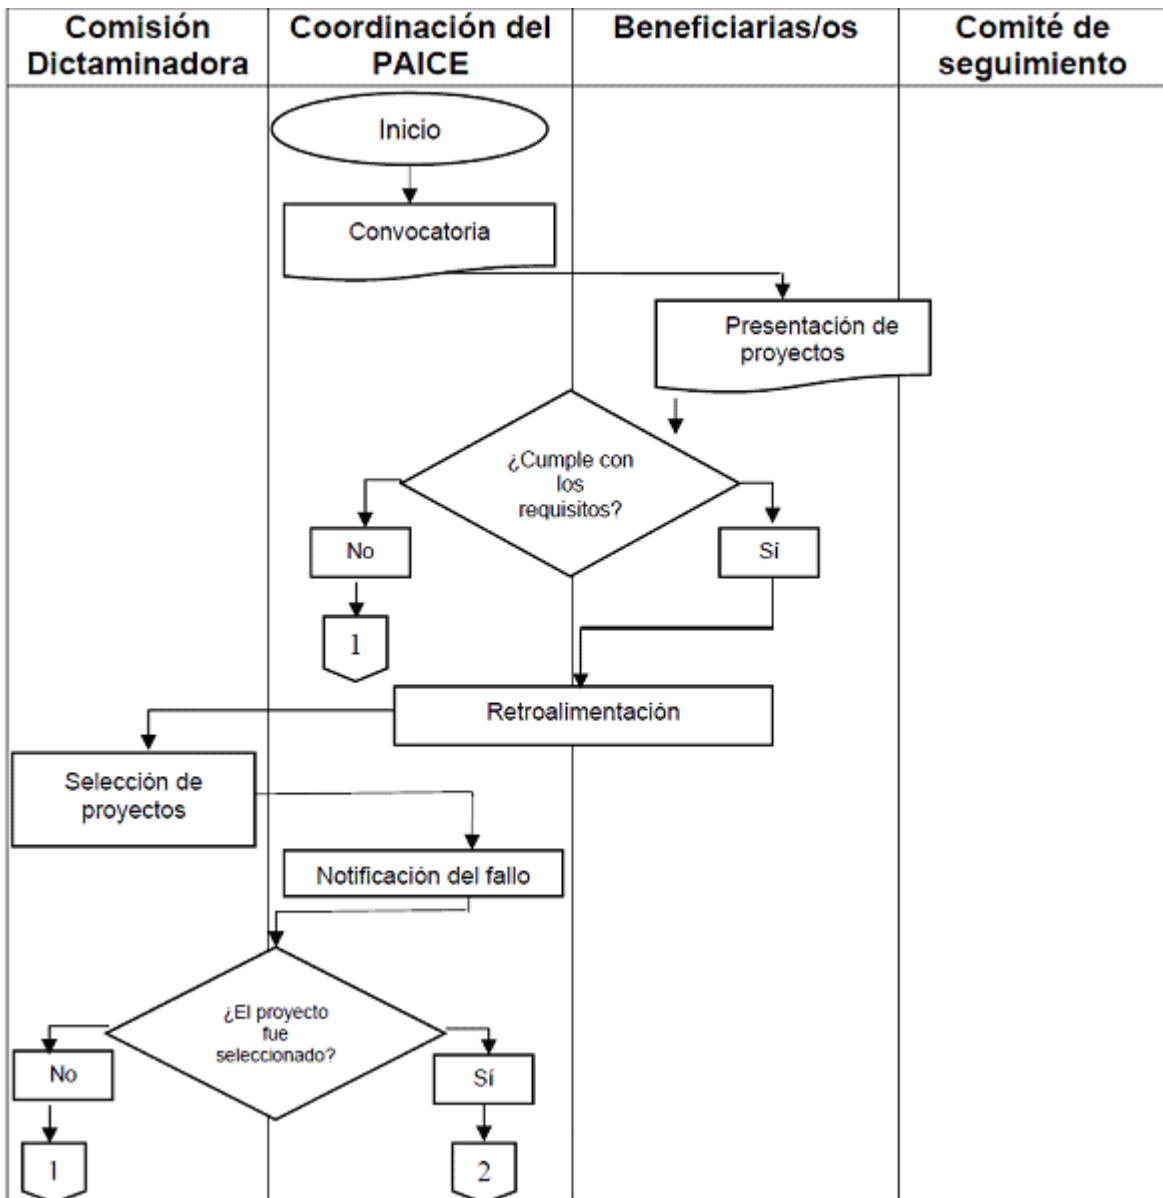 Comisión
Dictaminadora
Coordinación del
PAICE
Beneficiarias/os
Comité de
seguimiento
Inicio
Convocatoria
Presentación de
proyectos
¿Cumple con
los
requisitos?
No
Sí
1
Retroalimentación
Selección de
proyectos
Notificación del fallo
¿El proyecto
fue
seleccionado?
No
Sí
1
2